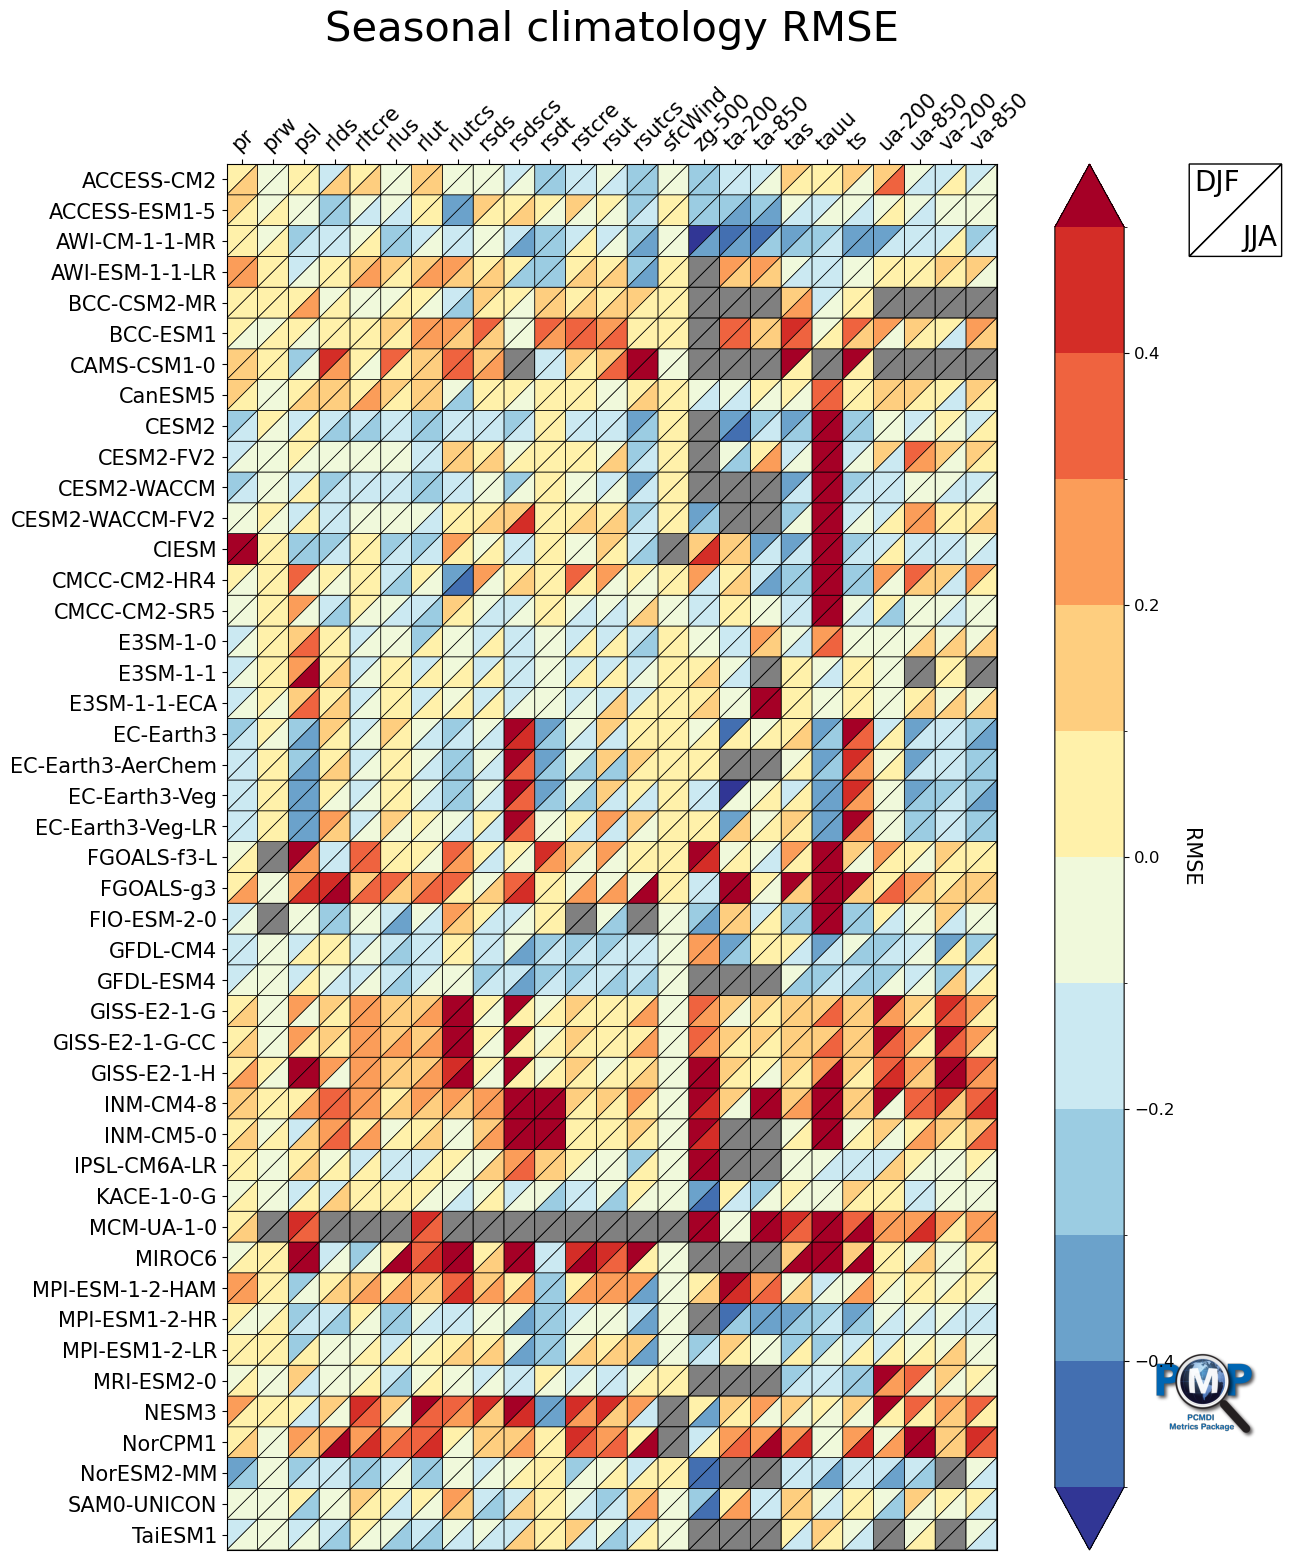 Seasonal climatology RMSE
pr prw psl rlds rltcre rlus rlut rlutcs rsds rsdscs rsdt rstcre rsut rsutcs sfcWind zg-500 ta-200 ta-850 tas tauu ts ua-200 ua-850 va-200 va-850
DJF
JJA
ACCESS-CM2
ACCESS-ESM1-5
AWI-CM-1-1-MR
AWI-ESM-1-1-LR
BCC-CSM2-MR
BCC-ESM1
CAMS-CSM1-0
CanESM5
CESM2
CESM2-FV2
CESM2-WACCM
CESM2-WACCM-FV2
CIESM
CMCC-CM2-HR4
CMCC-CM2-SR5
E3SM-1-0
E3SM-1-1
E3SM-1-1-ECA
EC-Earth3
EC-Earth3-AerChem
EC-Earth3-Veg
EC-Earth3-Veg-LR
FGOALS-f3-L
FGOALS-g3
FIO-ESM-2-0
GFDL-CM4
GFDL-ESM4
GISS-E2-1-G
GISS-E2-1-G-CC
GISS-E2-1-H
INM-CM4-8
INM-CM5-0
IPSL-CM6A-LR
KACE-1-0-G
MCM-UA-1-0
MIROC6
MPI-ESM-1-2-HAM
MPI-ESM1-2-HR
MPI-ESM1-2-LR
MRI-ESM2-0
NESM3
NorCPM1
NorESM2-MM
SAM0-UNICON
TaiESM1
0.4
0.2
0.0
−0.2
−0.4
RMSE
PMP
PCMDI
Metrics Package